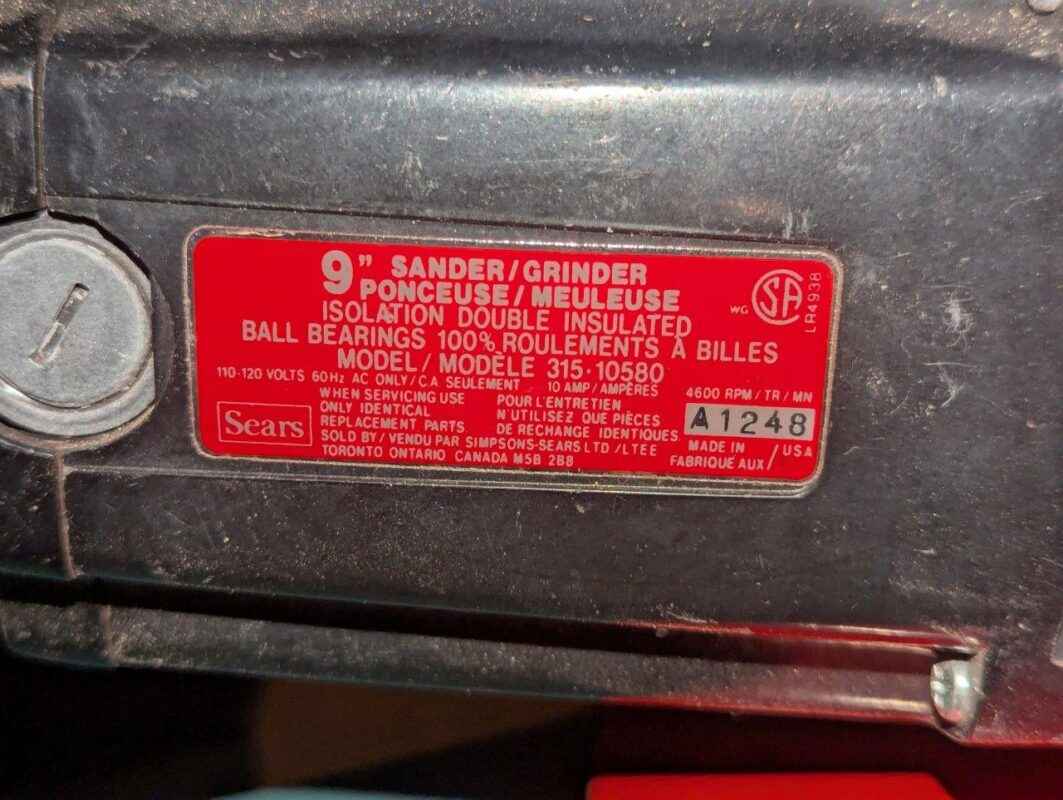 9" SANDER/GRINDER
PONCEUSE/MEULEUSE
ISOLATION DOUBLE INSULATED
BALL BEARINGS 100% ROULEMENTS À BILLES
MODEL/MODÈLE 315·10580
110-120 VOLTS 60Hz AC ONLY/C.A. SEULEMENT 10 AMP/AMPÈRES 4600 RPM/TR/MN
WHEN SERVICING USE
ONLY IDENTICAL
REPLACEMENT PARTS.
POUR L'ENTRETIEN
N'UTILISEZ QUE PIÈCES
DE RECHANGE IDENTIQUES.
SOLD BY/VENDU PAR SIMPSONS-SEARS LTD/LTEE
TORONTO ONTARIO CANADA M5B 2B8
Sears
A1248
MADE IN
FABRIQUÉ AUX/ USA
WG
SA
LR4938